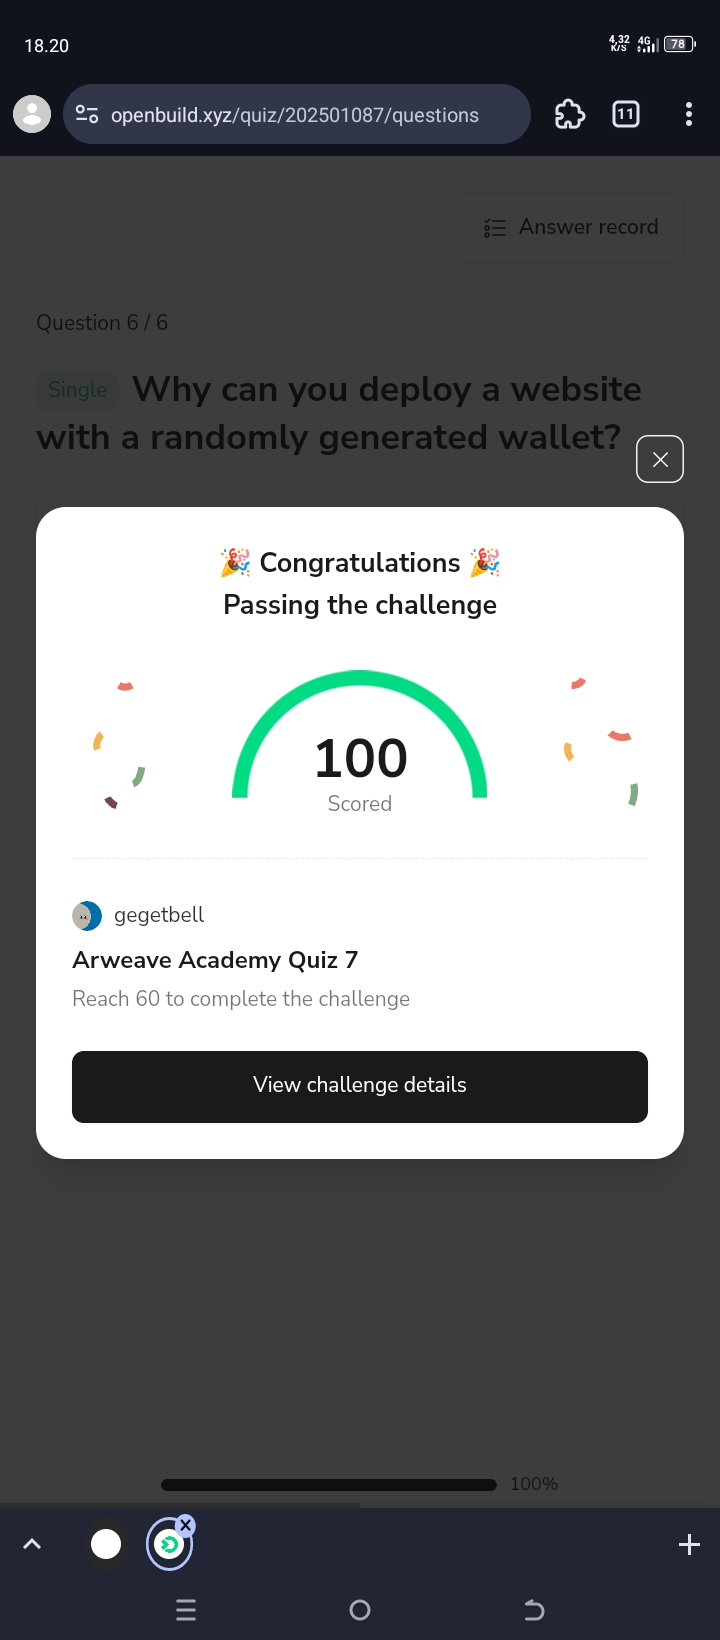 18.20
4,32
K/S
4G
78
openbuild.xyz/quiz/202501087/questions
11
Answer record
Question 6 / 6
Single Why can you deploy a website
with a randomly generated wallet?
🎉 Congratulations 🎉
Passing the challenge
100
Scored
gegetbell
Arweave Academy Quiz 7
Reach 60 to complete the challenge
View challenge details
100%